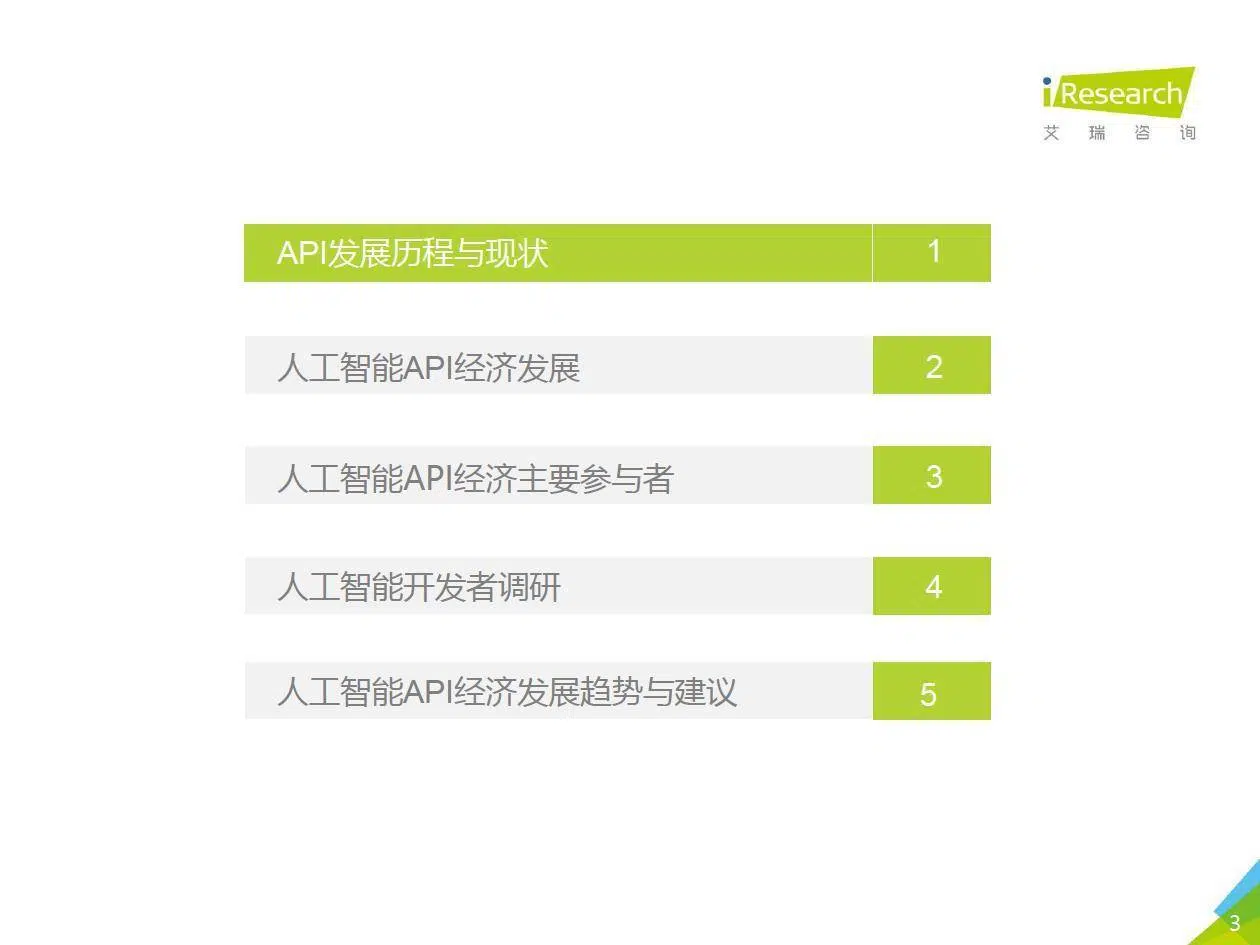 iResearch
艾瑞咨询
API发展历程与现状 1
人工智能API经济发展 2
人工智能API经济主要参与者 3
人工智能开发者调研 4
人工智能API经济发展趋势与建议 5
3